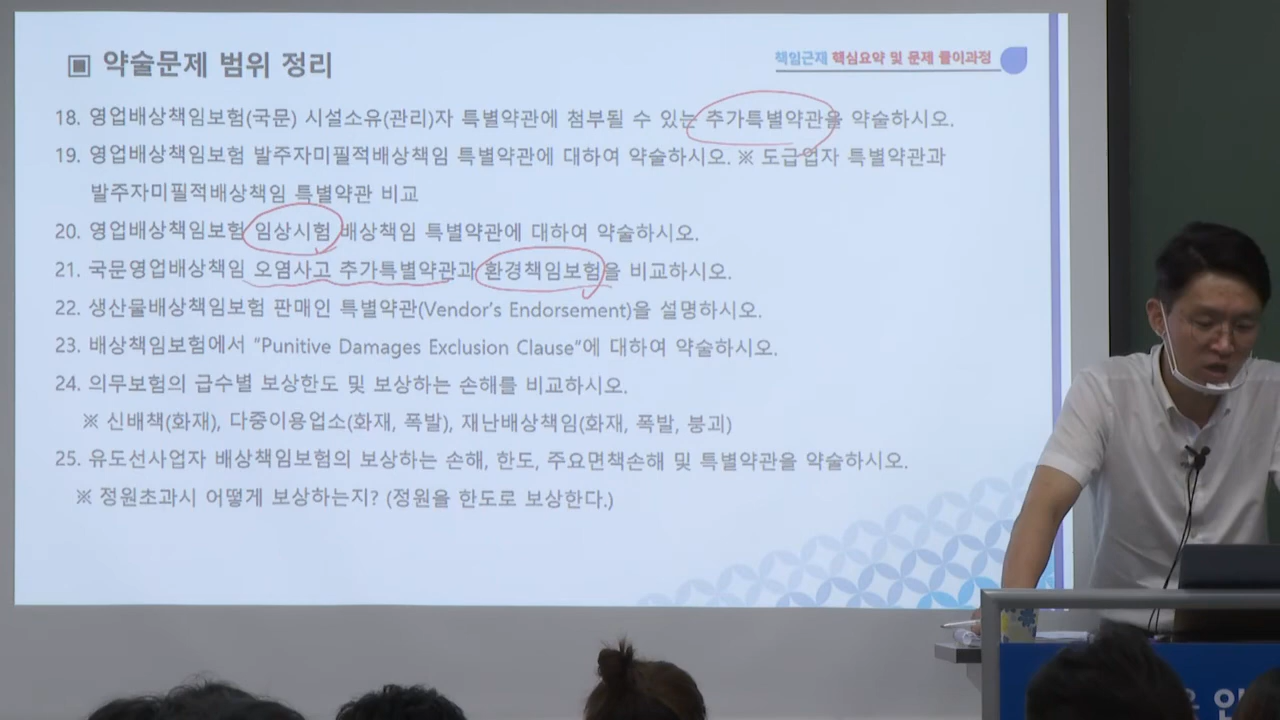 ▣ 약술문제 범위 정리
책임근재 핵심요약 및 문제 풀이과정
18. 영업배상책임보험(국문) 시설소유(관리)자 특별약관에 첨부될 수 있는 추가특별약관을 약술하시오.
19. 영업배상책임보험 발주자미필적배상책임 특별약관에 대하여 약술하시오. ※ 도급업자 특별약관과
발주자미필적배상책임 특별약관 비교
20. 영업배상책임보험 임상시험 배상책임 특별약관에 대하여 약술하시오.
21. 국문영업배상책임 오염사고 추가특별약관과 환경책임보험을 비교하시오.
22. 생산물배상책임보험 판매인 특별약관(Vendor's Endorsement)을 설명하시오.
23. 배상책임보험에서 "Punitive Damages Exclusion Clause"에 대하여 약술하시오.
24. 의무보험의 급수별 보상한도 및 보상하는 손해를 비교하시오.
※ 신배책(화재), 다중이용업소(화재, 폭발), 재난배상책임(화재, 폭발, 붕괴)
25. 유도선사업자 배상책임보험의 보상하는 손해, 한도, 주요면책손해 및 특별약관을 약술하시오.
※ 정원초과시 어떻게 보상하는지? (정원을 한도로 보상한다.)